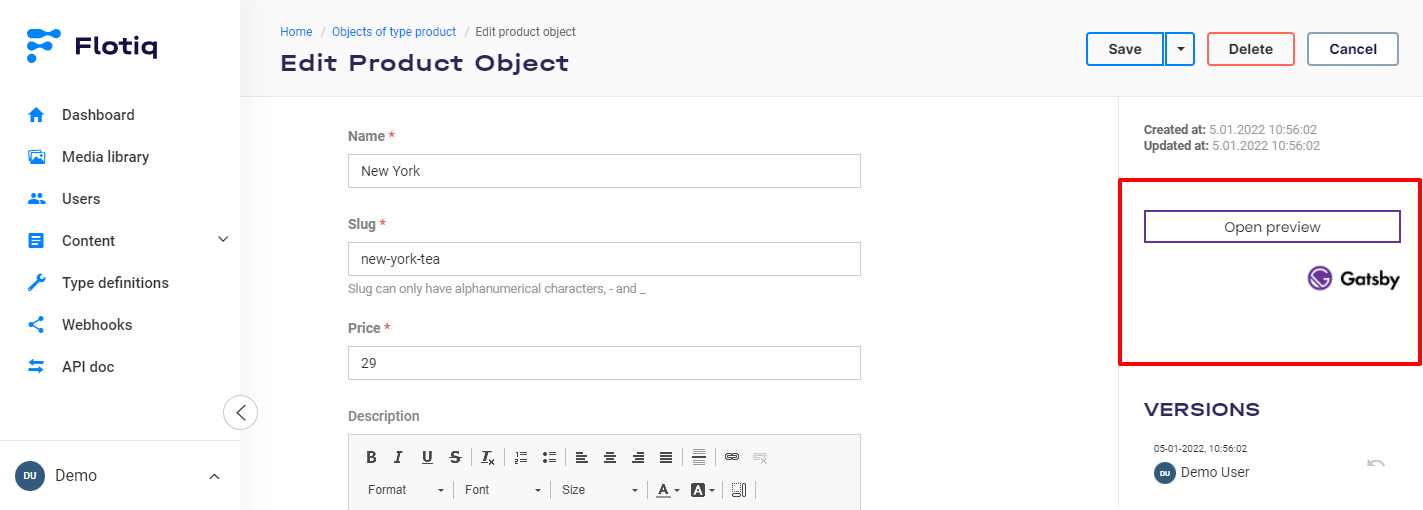 Flotiq
Dashboard
Media library
Users
Content
Type definitions
Webhooks
API doc
DU Demo
Home / Objects of type product / Edit product object
Edit Product Object
Save
Delete
Cancel
Name *
New York
Slug *
new-york-tea
Slug can only have alphanumerical characters, - and _
Price *
29
Description
B I U S Tx
Format Font Size A A
Created at: 5.01.2022 10:56:02
Updated at: 5.01.2022 10:56:02
Open preview
Gatsby
VERSIONS
05-01-2022, 10:56:02
DU Demo User